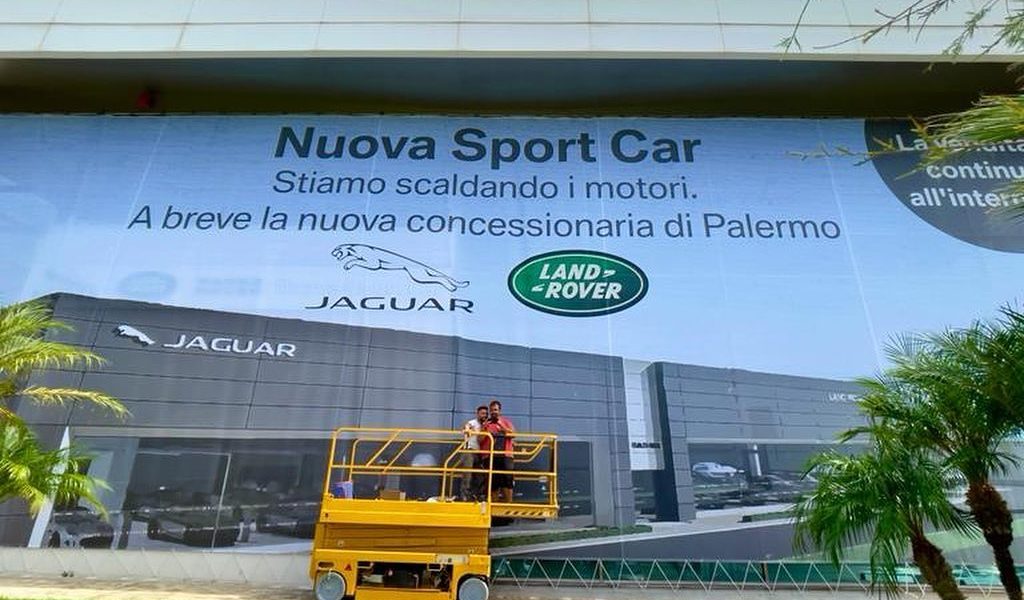 Nuova Sport Car
Stiamo scaldando i motori.
A breve la nuova concessionaria di Palermo
JAGUAR
LAND-
-ROVER
La vendita
continu
all'inter
JAGUAR